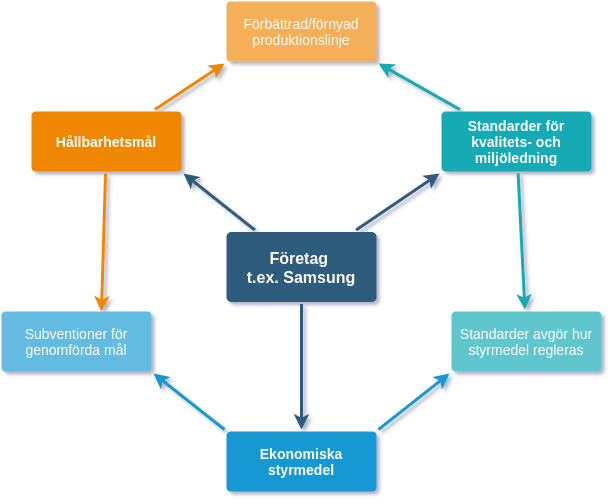 Förbättrad/förnyad
produktionslinje
Hållbarhetsmål
Standarder för
kvalitets- och
miljöledning
Företag
t.ex. Samsung
Subventioner för
genomförda mål
Standarder avgör hur
styrmedel regleras
Ekonomiska
styrmedel